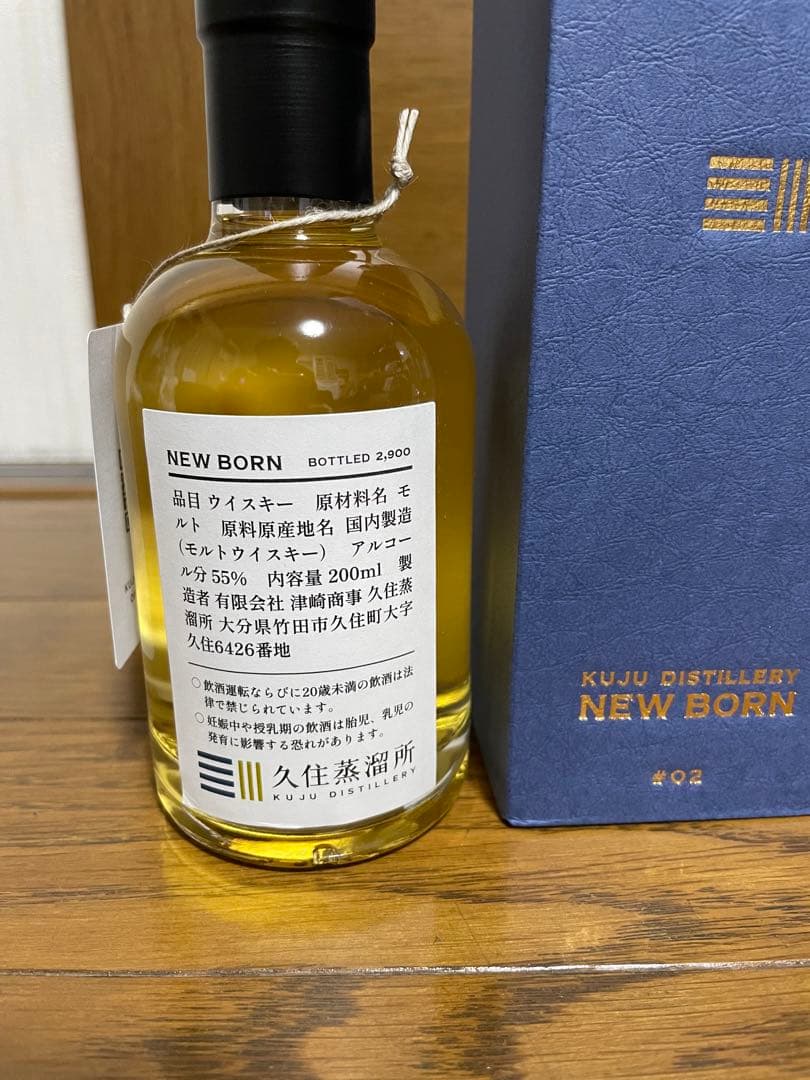 NEW BORN BOTTLED 2,900
品目 ウイスキー 原材料名 モ
ルト 原料原産地名 国内製造
(モルトウイスキー) アルコー
ル分 55% 内容量 200ml 製
造者 有限会社 津崎商事 久住蒸
溜所 大分県竹田市久住町大字
久住6426番地
○飲酒運転ならびに20歳未満の飲酒は法
律で禁じられています。
○妊娠中や授乳期の飲酒は胎児、乳児の
発育に影響する恐れがあります。
久住蒸溜所
KUJU DISTILLERY
KUJU DISTILLERY
NEW BORN
#02